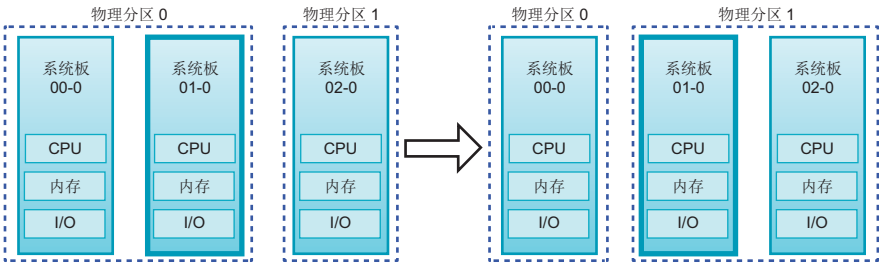 物理分区 0 物理分区 1 物理分区 0 物理分区 1
系统板 系统板 系统板 系统板 系统板 系统板
00-0 01-0 02-0 00-0 01-0 02-0
CPU CPU CPU CPU CPU CPU
内存 内存 内存 内存 内存 内存
I/O I/O I/O I/O I/O I/O